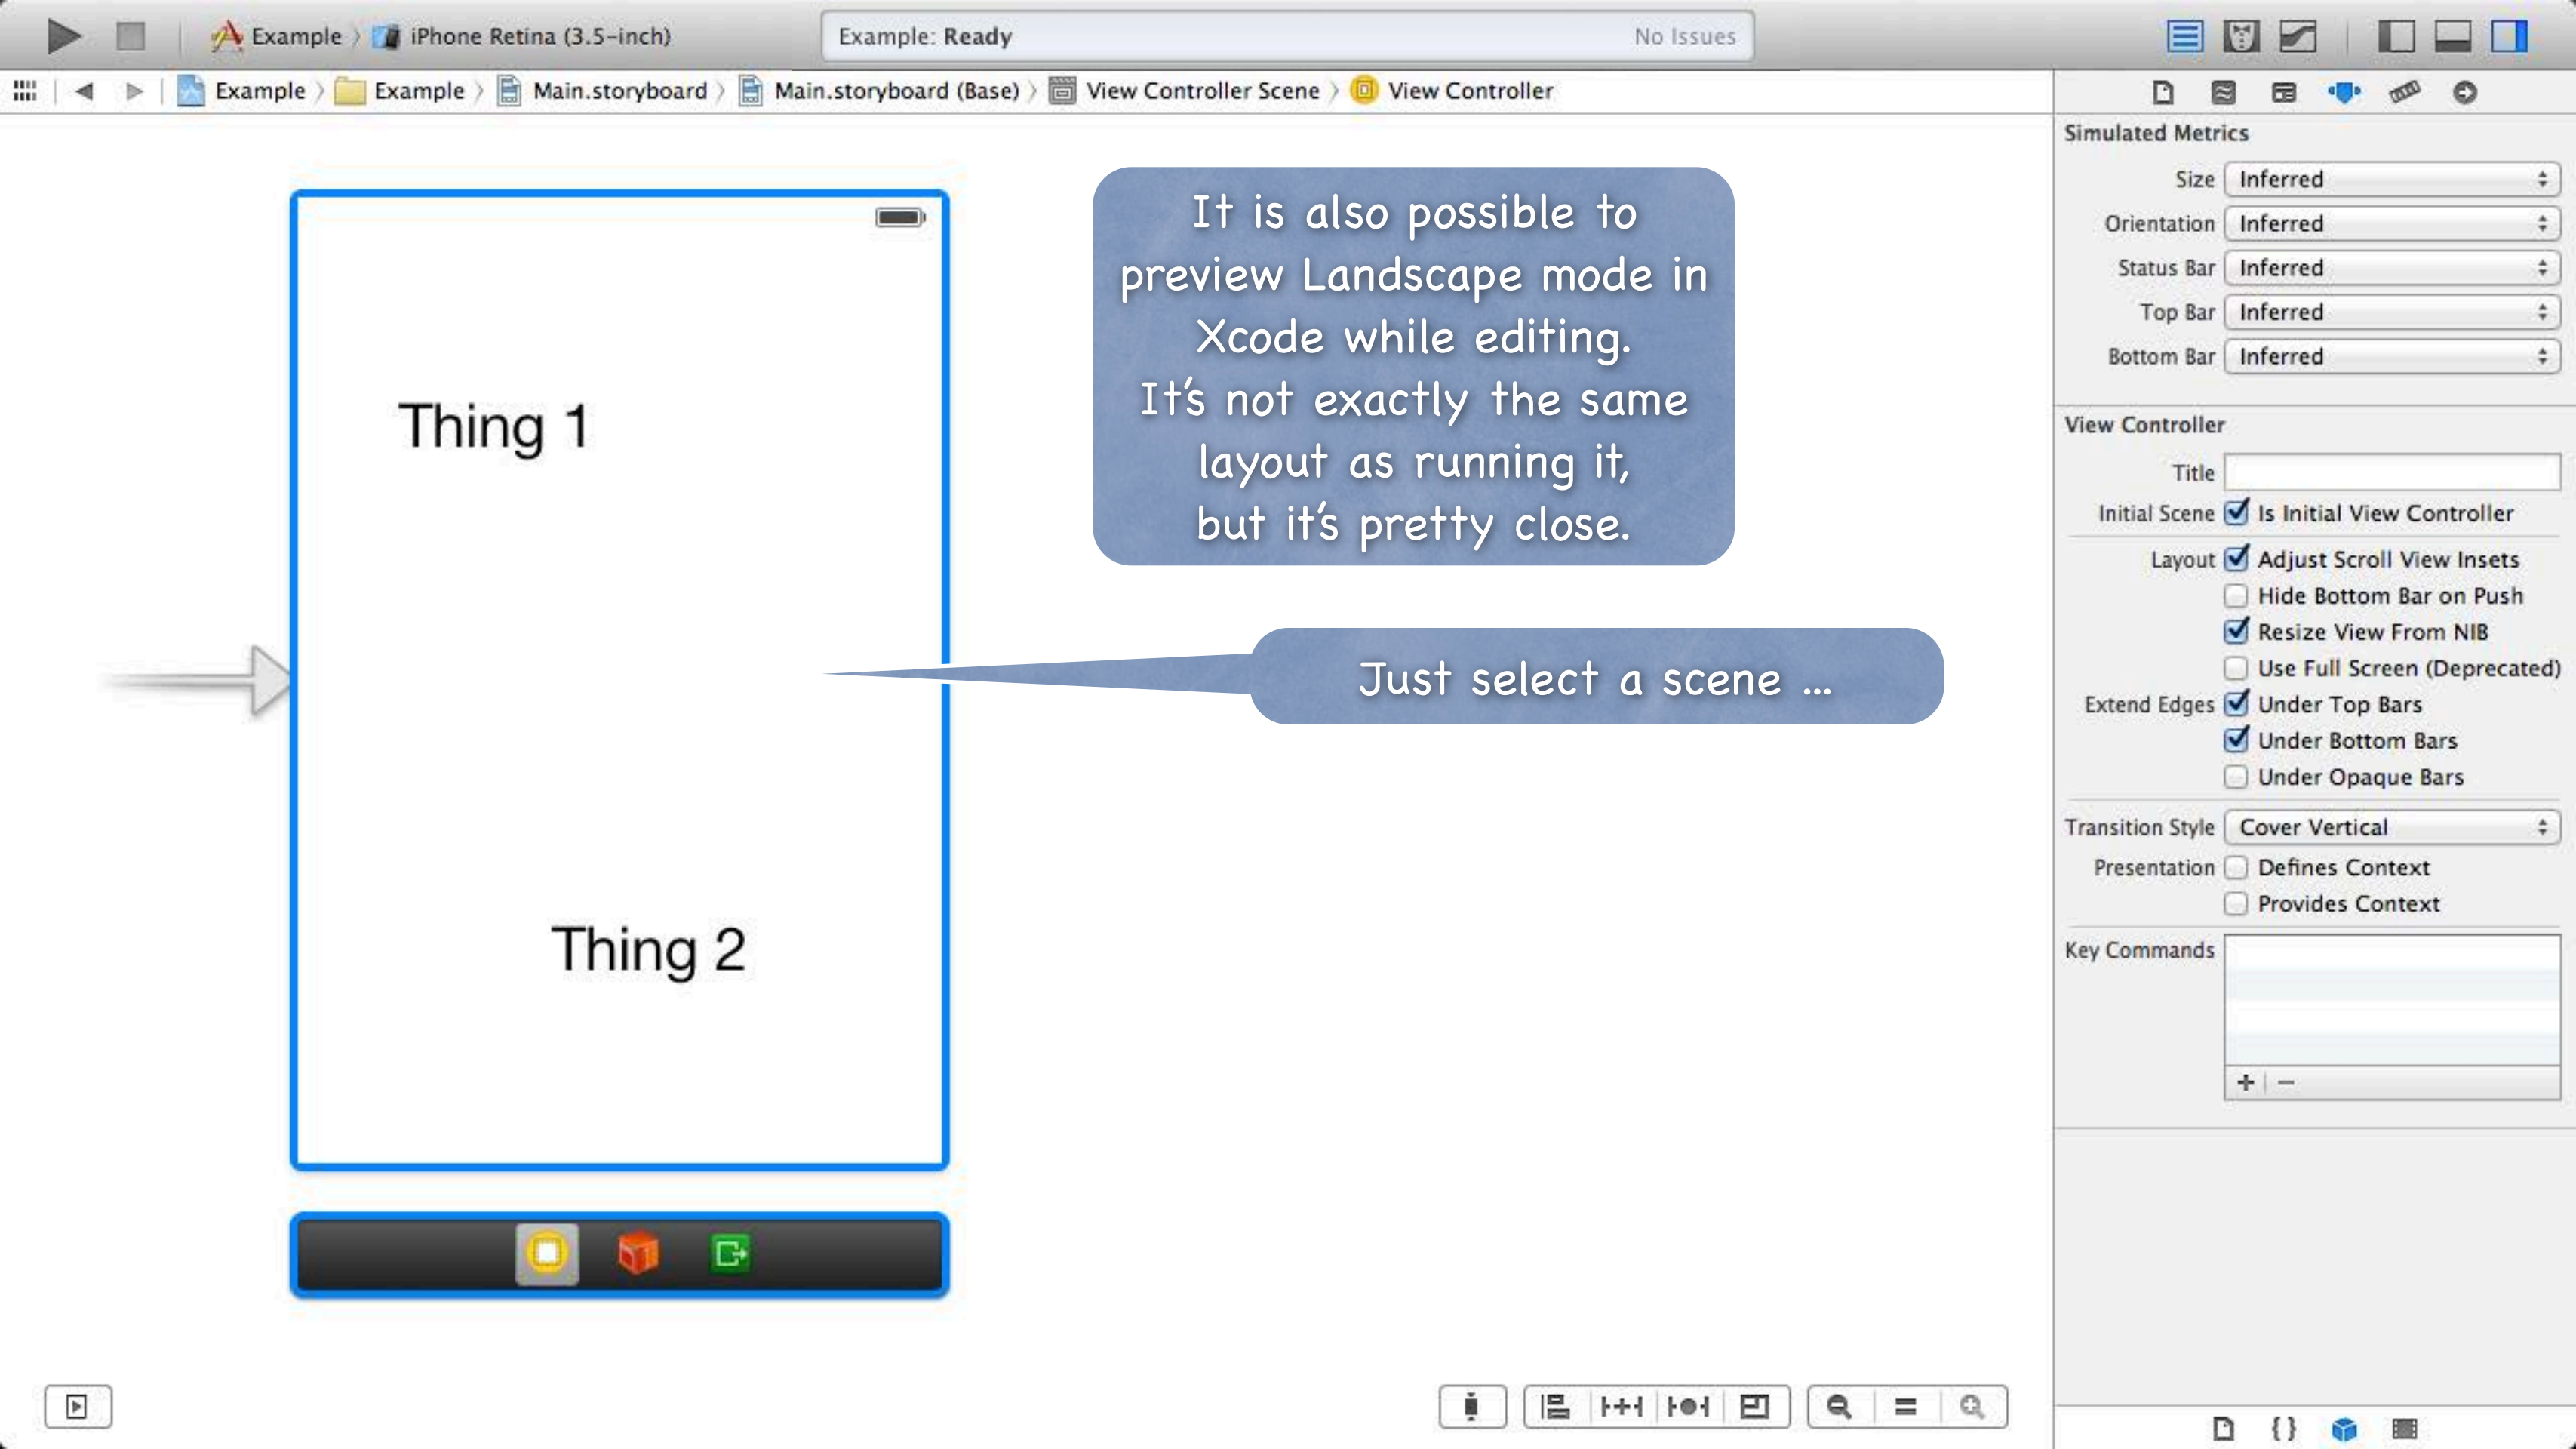 Example › iPhone Retina (3.5-inch)
Example: Ready
No Issues
Example › Example › Main.storyboard › Main.storyboard (Base) › View Controller Scene › View Controller
Thing 1
Thing 2
It is also possible to
preview Landscape mode in
Xcode while editing.
It's not exactly the same
layout as running it,
but it's pretty close.
Just select a scene ...
Simulated Metrics
Size Inferred
Orientation Inferred
Status Bar Inferred
Top Bar Inferred
Bottom Bar Inferred
View Controller
Title
Initial Scene Is Initial View Controller
Layout Adjust Scroll View Insets
Hide Bottom Bar on Push
Resize View From NIB
Use Full Screen (Deprecated)
Extend Edges Under Top Bars
Under Bottom Bars
Under Opaque Bars
Transition Style Cover Vertical
Presentation Defines Context
Provides Context
Key Commands
+ −
{ }